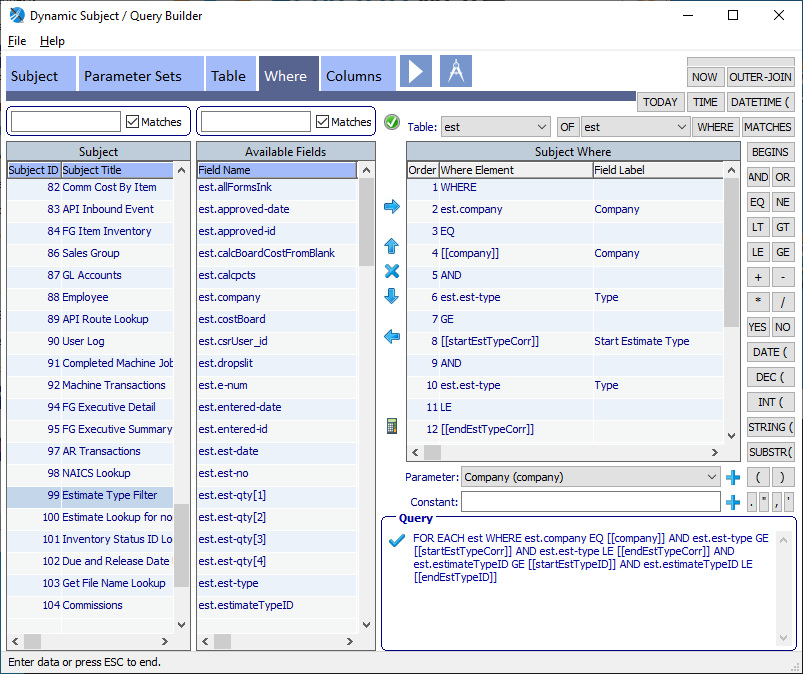 Dynamic Subject / Query Builder
File Help
Subject Parameter Sets Table Where Columns
NOW OUTER-JOIN
TODAY TIME DATETIME (
Matches Matches Table: est OF est WHERE MATCHES
Subject
Subject ID Subject Title
82 Comm Cost By Item
83 API Inbound Event
84 FG Item Inventory
86 Sales Group
87 GL Accounts
88 Employee
89 API Route Lookup
90 User Log
91 Completed Machine Job
92 Machine Transactions
94 FG Executive Detail
95 FG Executive Summary
97 AR Transactions
98 NAICS Lookup
99 Estimate Type Filter
100 Estimate Lookup for no
101 Inventory Status ID Lo
102 Due and Release Date
103 Get File Name Lookup
104 Commissions
Available Fields
Field Name
est.allFormsInk
est.approved-date
est.approved-id
est.calcBoardCostFromBlank
est.calcpcts
est.company
est.costBoard
est.csrUser_id
est.dropslit
est.e-num
est.entered-date
est.entered-id
est.est-date
est.est-no
est.est-qty[1]
est.est-qty[2]
est.est-qty[3]
est.est-qty[4]
est.est-type
est.estimateTypeID
Subject Where
Order Where Element Field Label
1 WHERE
2 est.company Company
3 EQ
4 [[company]] Company
5 AND
6 est.est-type Type
7 GE
8 [[startEstTypeCorr]] Start Estimate Type
9 AND
10 est.est-type Type
11 LE
12 [[endEstTypeCorr]]
BEGINS
AND OR
EQ NE
LT GT
LE GE
+ -
* /
YES NO
DATE (
DEC (
INT (
STRING (
SUBSTR(
( )
. " , '
Parameter: Company (company)
Constant:
Query
FOR EACH est WHERE est.company EQ [[company]] AND est.est-type GE
[[startEstTypeCorr]] AND est.est-type LE [[endEstTypeCorr]] AND
est.estimateTypeID GE [[startEstTypeID]] AND est.estimateTypeID LE
[[endEstTypeID]]
Enter data or press ESC to end.